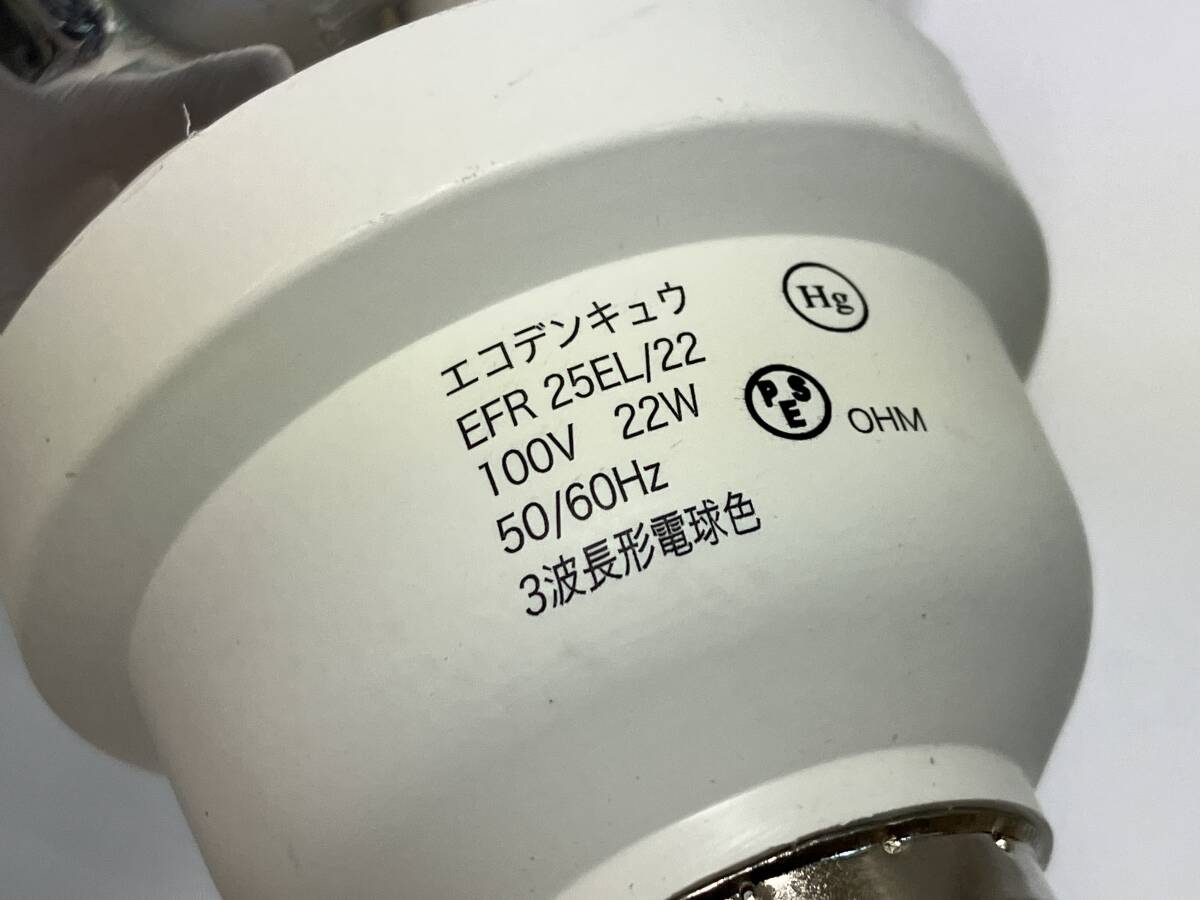 エコデンキュウ
EFR 25EL/22
100V 22W
50/60Hz
3波長形電球色
Hg
PSE
OHM